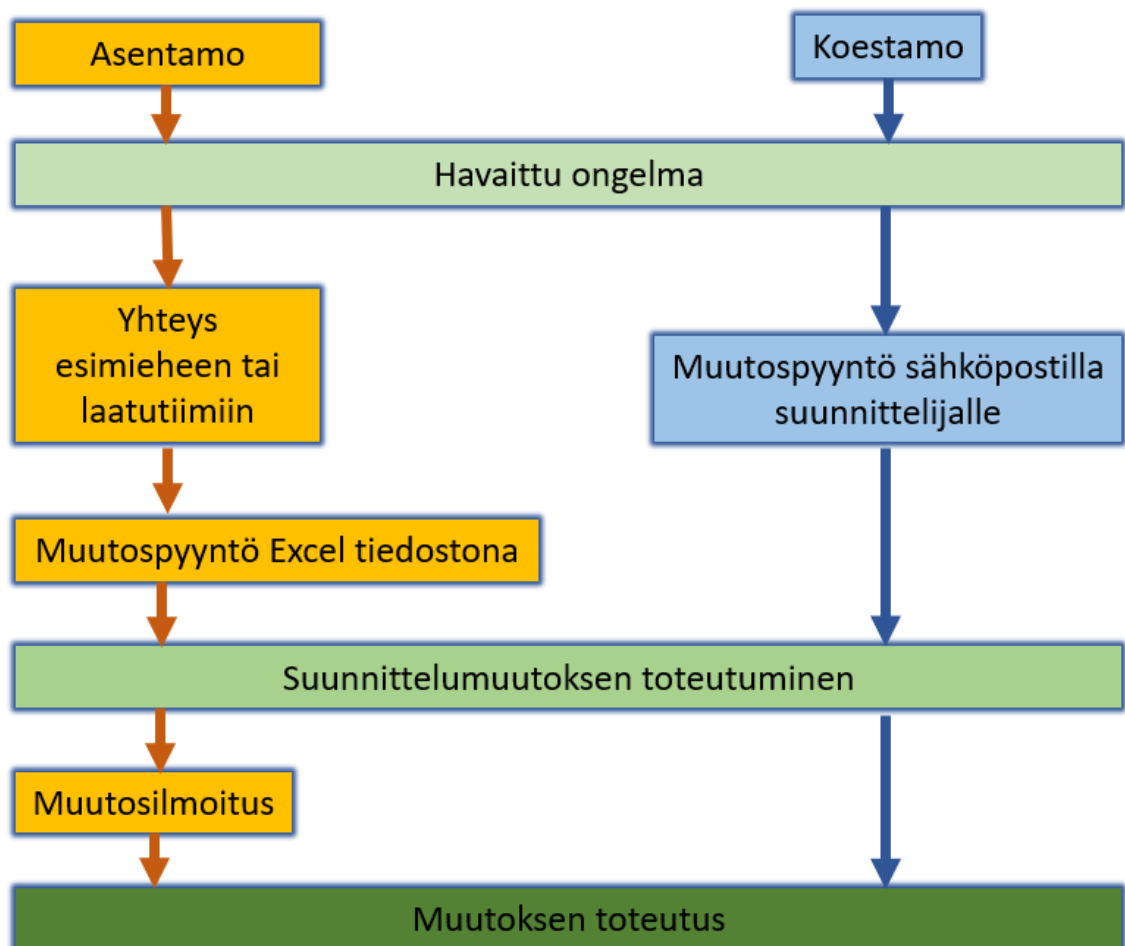 Asentamo
Koestamo
Havaittu ongelma
Yhteys
esimieheen tai
laatutiimiin
Muutospyyntö sähköpostilla
suunnittelijalle
Muutospyyntö Excel tiedostona
Suunnittelumuutoksen toteutuminen
Muutosilmoitus
Muutoksen toteutus